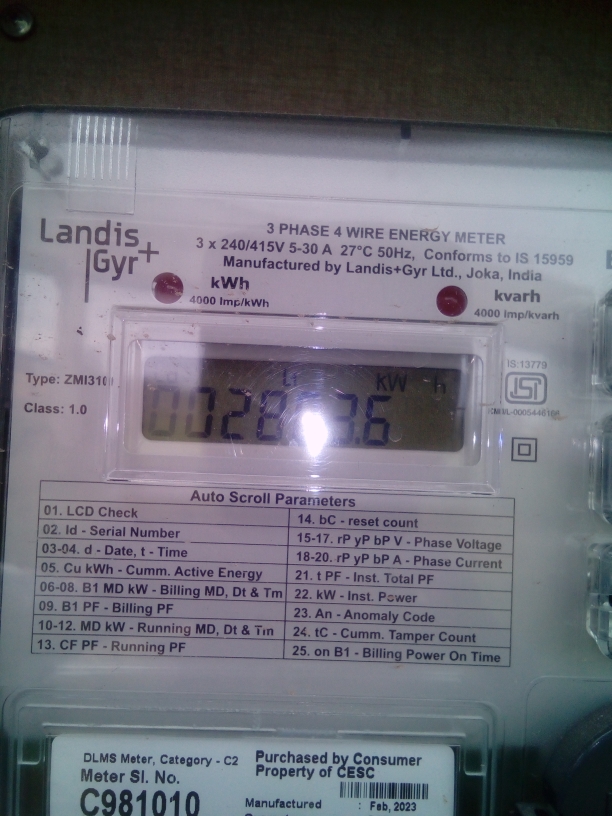 Landis
Gyr+
3 PHASE 4 WIRE ENERGY METER
3 x 240/415V 5-30 A 27°C 50Hz, Conforms to IS 15959
Manufactured by Landis+Gyr Ltd., Joka, India
kWh
4000 Imp/kWh
kvarh
4000 Imp/kvarh
Type: ZMI310
Class: 1.0
kW h
IS:13779
Auto Scroll Parameters
01. LCD Check
02. Id - Serial Number
03-04. d - Date, t - Time
05. Cu kWh - Cumm. Active Energy
06-08. B1 MD kW - Billing MD, Dt & Tm
09. B1 PF - Billing PF
10-12. MD kW - Running MD, Dt & Tm
13. CF PF - Running PF
14. bC - reset count
15-17. rP yP bP V - Phase Voltage
18-20. rP yP bP A - Phase Current
21. t PF - Inst. Total PF
22. kW - Inst. Power
23. An - Anomaly Code
24. tC - Cumm. Tamper Count
25. on B1 - Billing Power On Time
DLMS Meter, Category - C2
Meter Sl. No.
C981010
Purchased by Consumer
Property of CESC
Manufactured : Feb, 2023